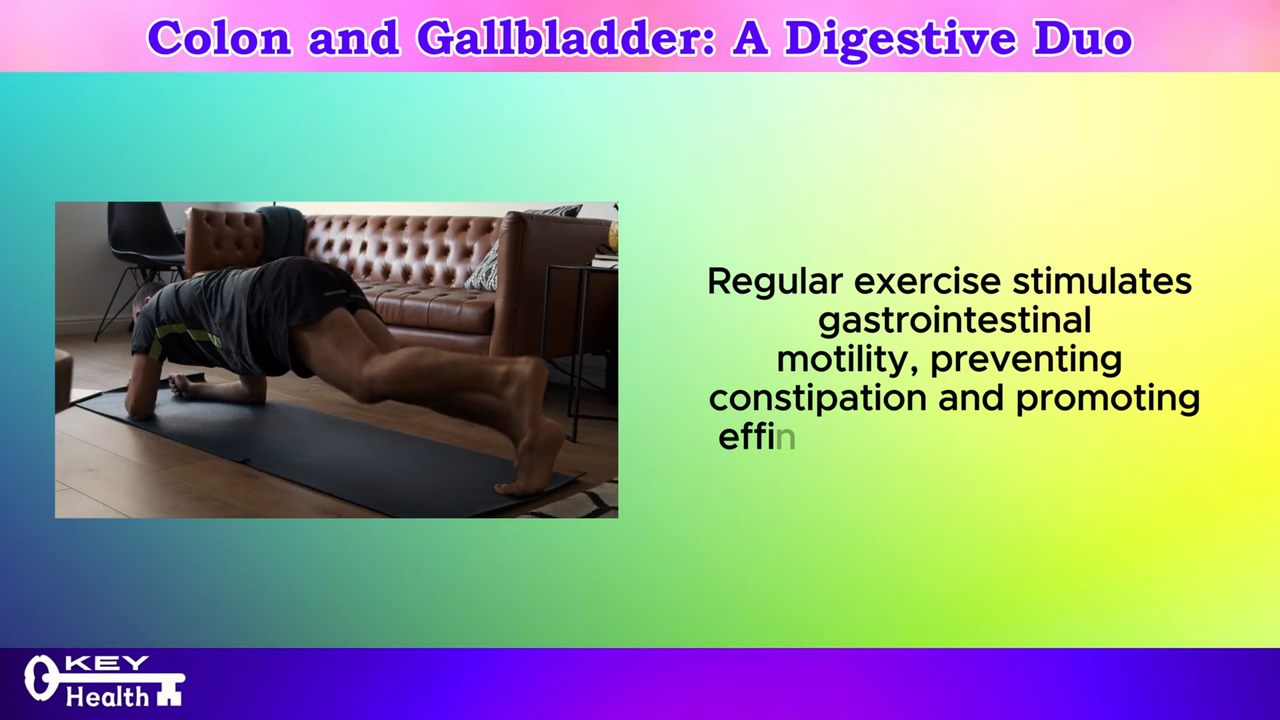 Colon and Gallbladder: A Digestive Duo
Regular exercise stimulates
gastrointestinal
motility, preventing
constipation and promoting
effin
KEY
Health